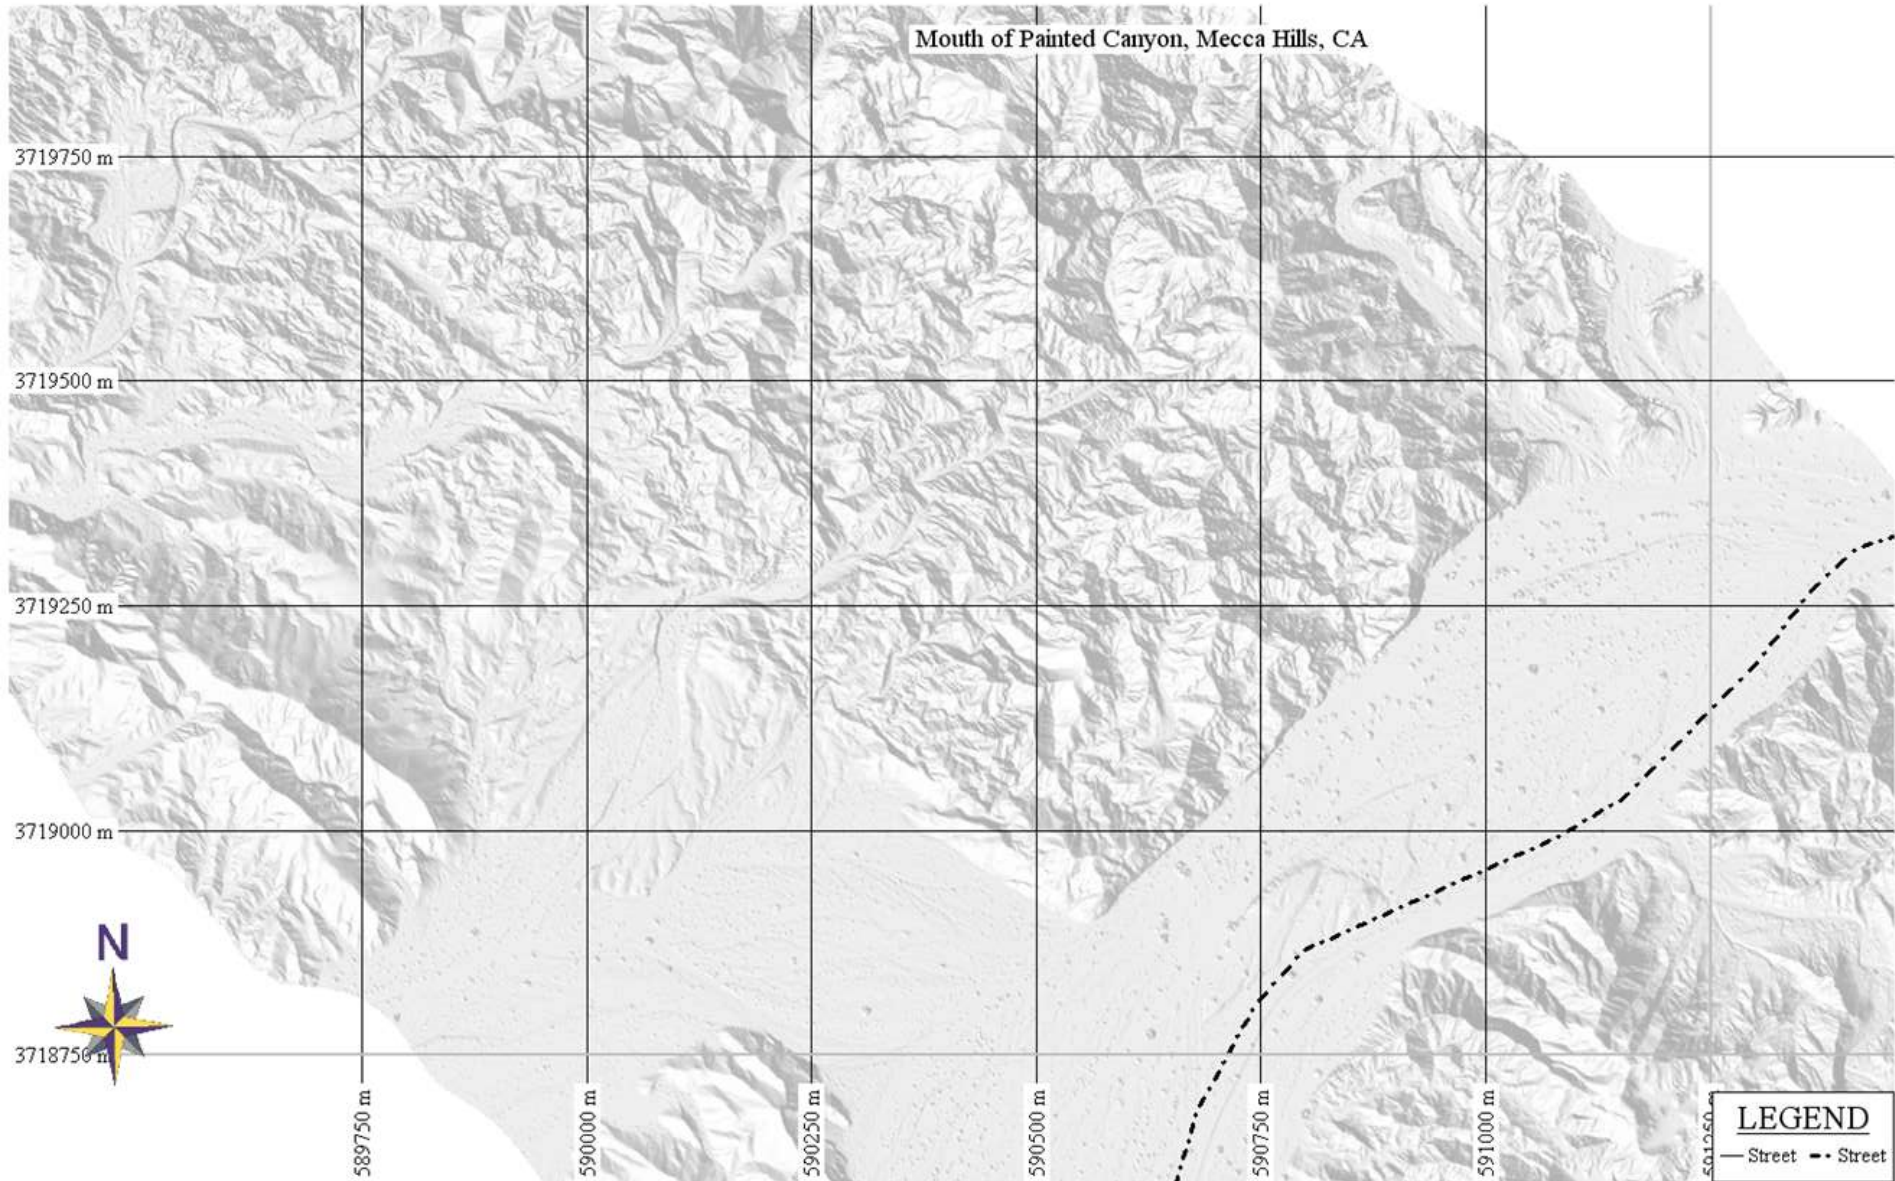 Mouth of Painted Canyon, Mecca Hills, CA
3719750 m
3719500 m
3719250 m
3719000 m
N
3718750 m
589750 m
590000 m
590250 m
590500 m
590750 m
591000 m
LEGEND
Street
Street